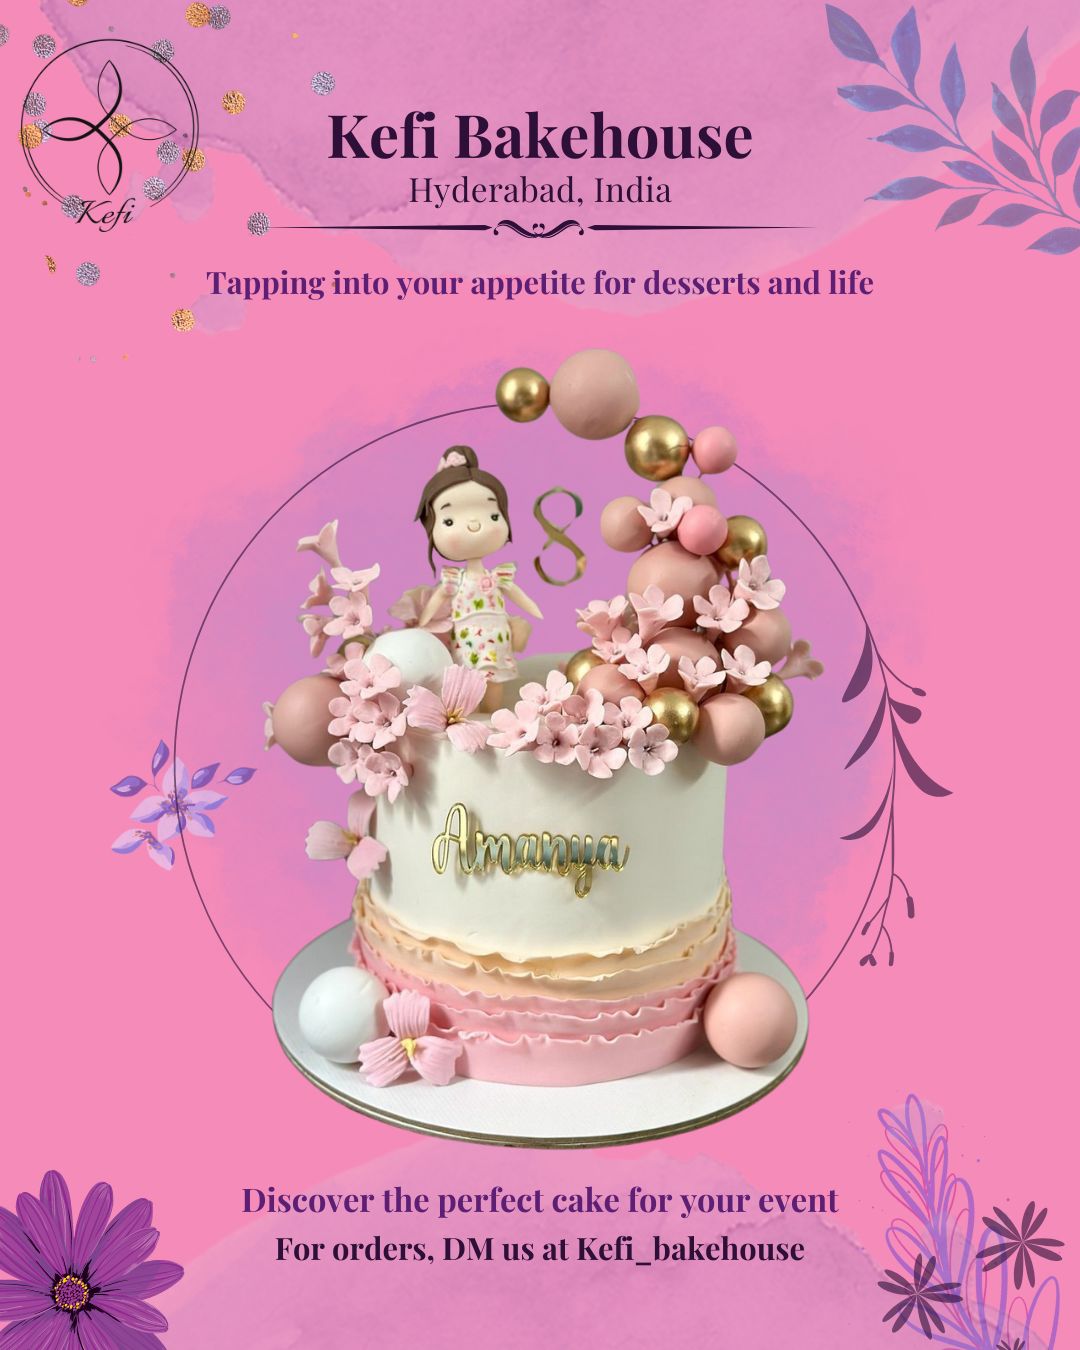 Kefi
Kefi Bakehouse
Hyderabad, India
Tapping into your appetite for desserts and life
8
Amanya
Discover the perfect cake for your event
For orders, DM us at Kefi_bakehouse